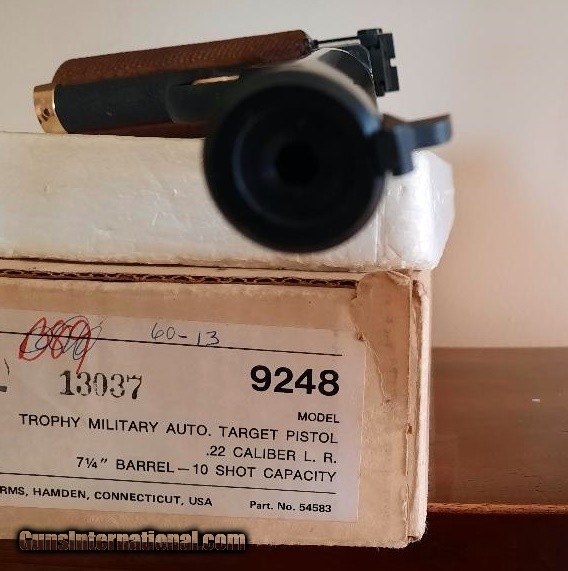 60-13
13037
9248
MODEL
TROPHY MILITARY AUTO. TARGET PISTOL
.22 CALIBER L. R.
7¼" BARREL—10 SHOT CAPACITY
RMS, HAMDEN, CONNECTICUT, USA
Part. No. 54583
GunsInternational.com